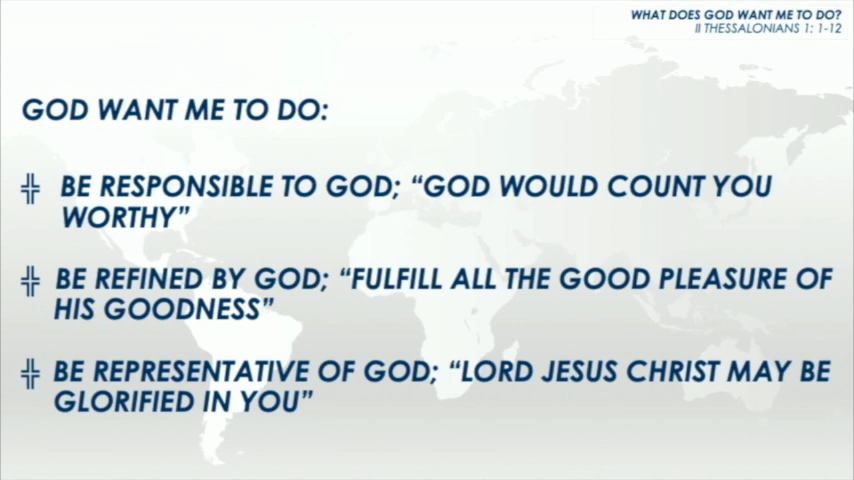 WHAT DOES GOD WANT ME TO DO?
II THESSALONIANS 1: 1-12
GOD WANT ME TO DO:
BE RESPONSIBLE TO GOD; “GOD WOULD COUNT YOU
WORTHY”
BE REFINED BY GOD; “FULFILL ALL THE GOOD PLEASURE OF
HIS GOODNESS”
BE REPRESENTATIVE OF GOD; “LORD JESUS CHRIST MAY BE
GLORIFIED IN YOU”